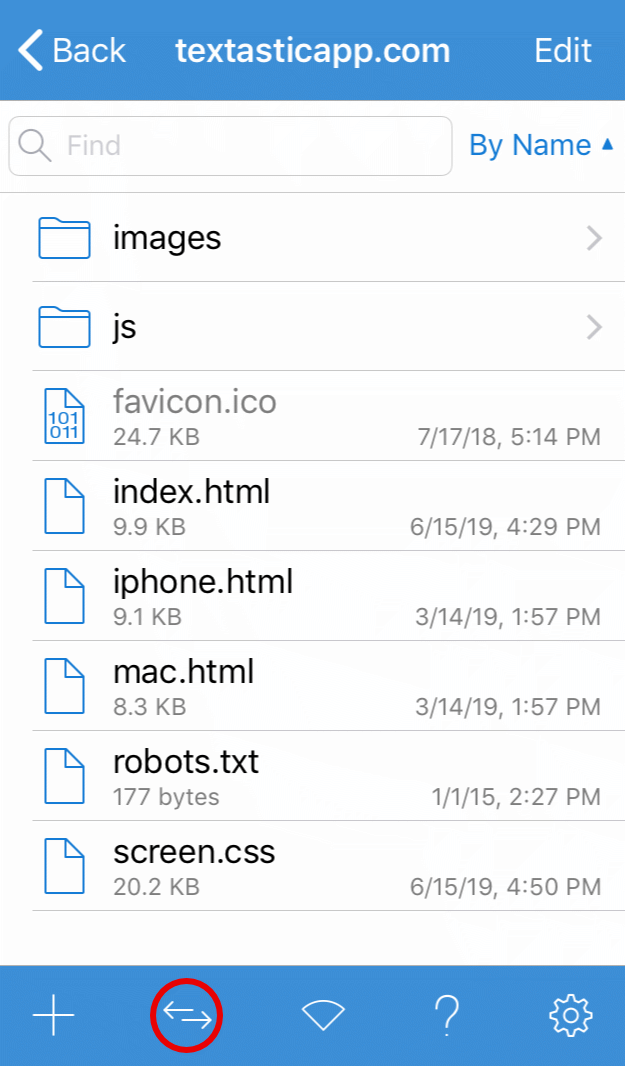 Back textasticapp.com Edit
Find By Name ▲
images
js
101
011
favicon.ico
24.7 KB 7/17/18, 5:14 PM
index.html
9.9 KB 6/15/19, 4:29 PM
iphone.html
9.1 KB 3/14/19, 1:57 PM
mac.html
8.3 KB 3/14/19, 1:57 PM
robots.txt
177 bytes 1/1/15, 2:27 PM
screen.css
20.2 KB 6/15/19, 4:50 PM
?